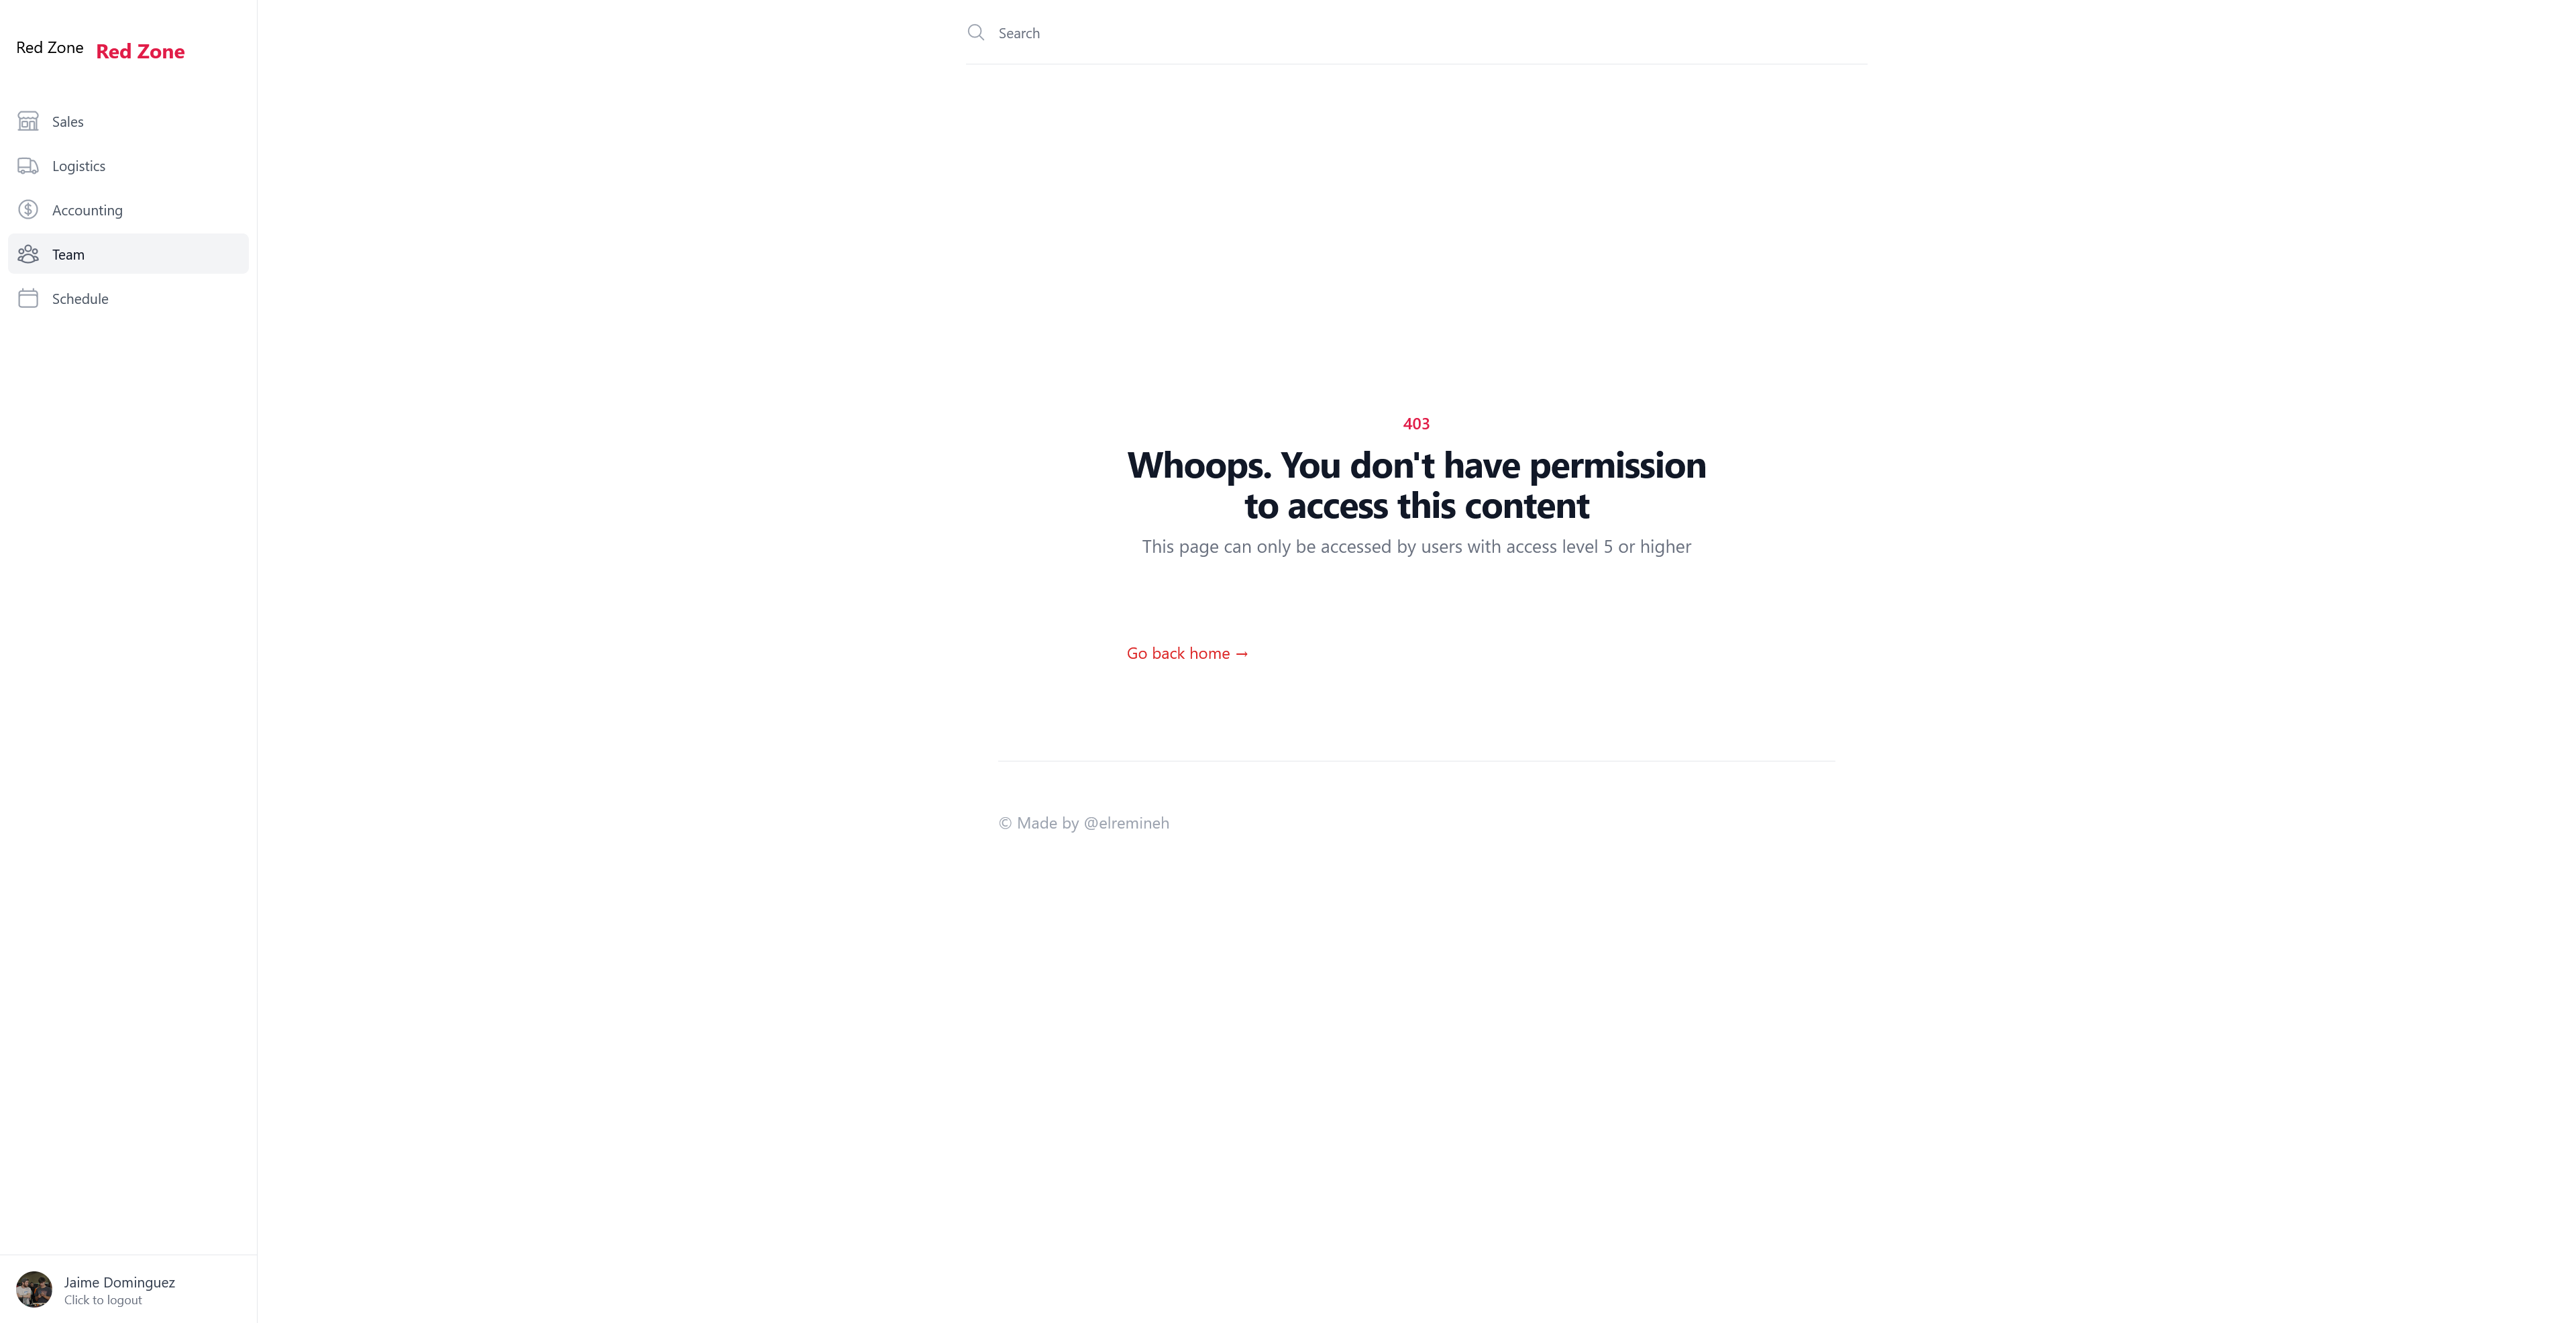 Red Zone Red Zone
Search
Sales
Logistics
Accounting
Team
Schedule
403
Whoops. You don't have permission
to access this content
This page can only be accessed by users with access level 5 or higher
Go back home →
© Made by @elremineh
Jaime Dominguez
Click to logout